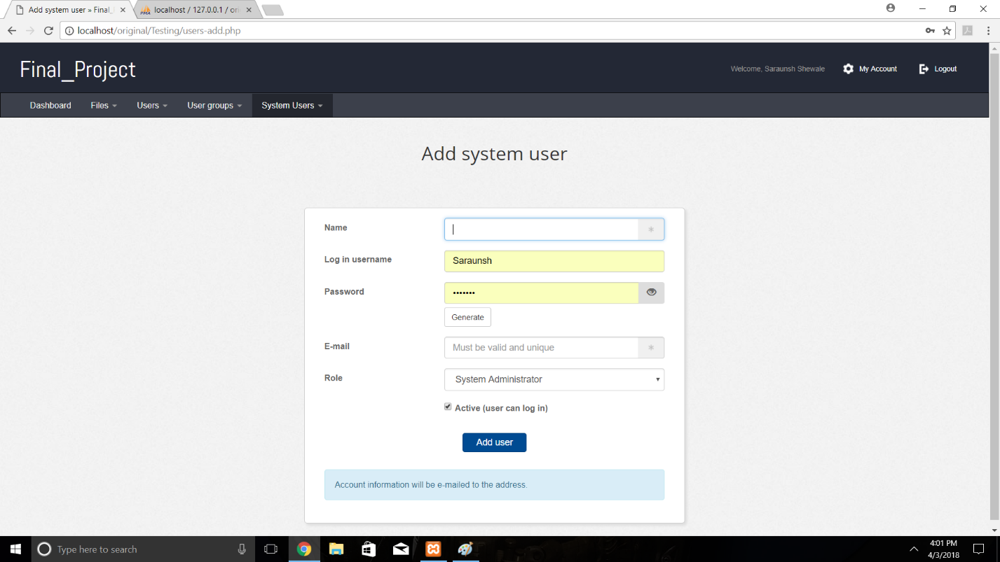 Add system user » Final_
localhost / 127.0.0.1 / ori
localhost/original/Testing/users-add.php
Final_Project
Welcome, Saraunsh Shewale
My Account
Logout
Dashboard
Files
Users
User groups
System Users
Add system user
Name
Log in username
Saraunsh
Password
•••••••
Generate
E-mail
Must be valid and unique
Role
System Administrator
Active (user can log in)
Add user
Account information will be e-mailed to the address.
Type here to search
4:01 PM
4/3/2018